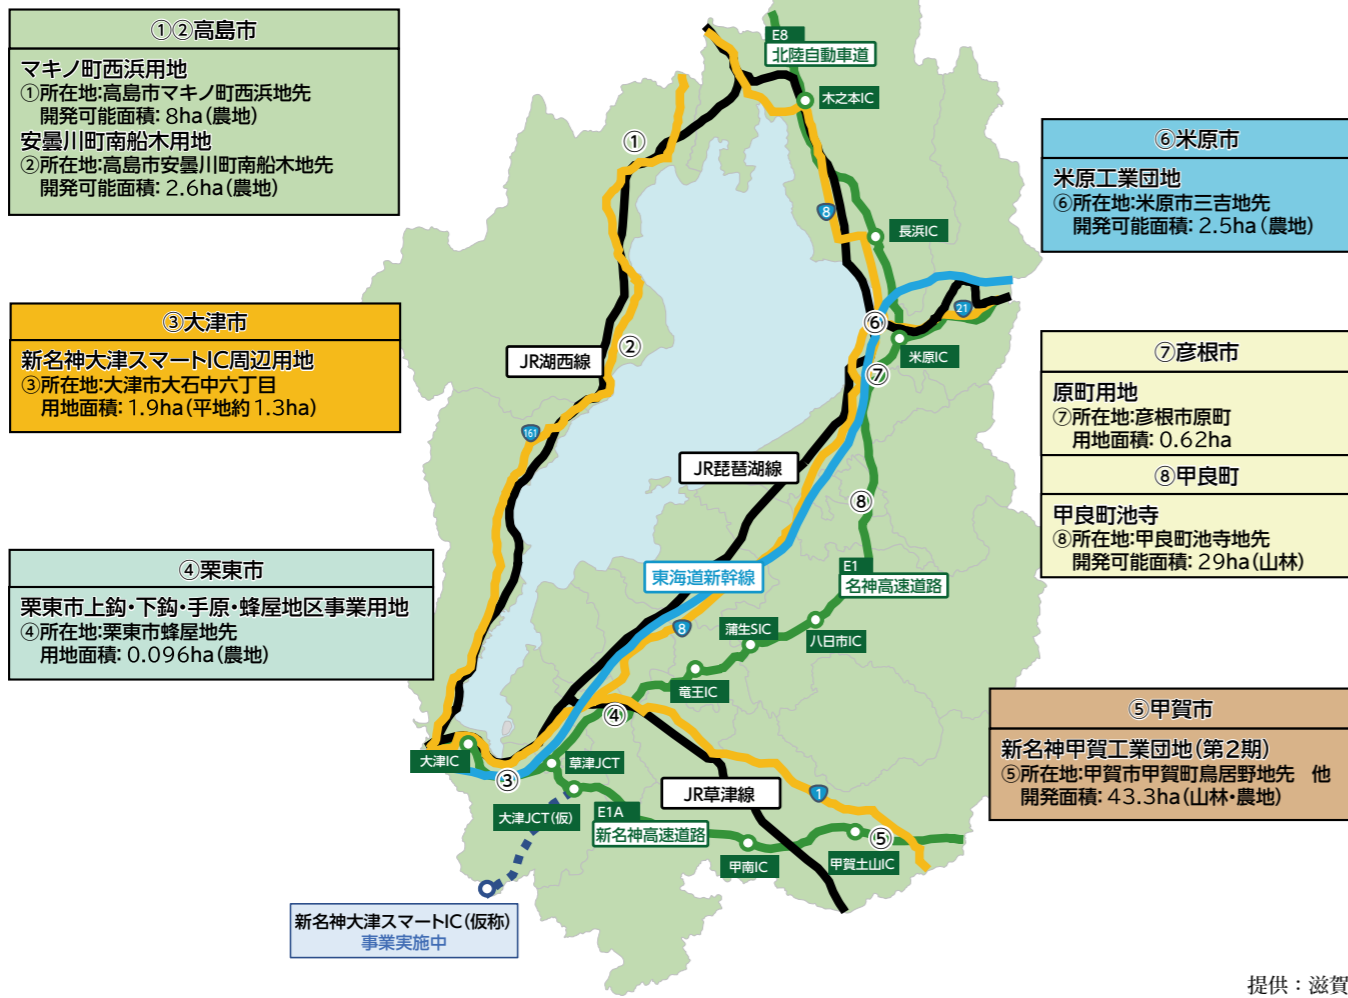 ①②高島市
マキノ町西浜用地
①所在地:高島市マキノ町西浜地先
開発可能面積：8ha(農地)
安曇川町南船木用地
②所在地:高島市安曇川町南船木地先
開発可能面積：2.6ha(農地)
③大津市
新名神大津スマートIC周辺用地
③所在地:大津市大石中六丁目
用地面積：1.9ha(平地約1.3ha)
④栗東市
栗東市上鈎・下鈎・手原・蜂屋地区事業用地
④所在地:栗東市蜂屋地先
用地面積：0.096ha(農地)
⑥米原市
米原工業団地
⑥所在地:米原市三吉地先
開発可能面積：2.5ha(農地)
⑦彦根市
原町用地
⑦所在地:彦根市原町
用地面積：0.62ha
⑧甲良町
甲良町池寺
⑧所在地:甲良町池寺地先
開発可能面積：29ha(山林)
⑤甲賀市
新名神甲賀工業団地(第2期)
⑤所在地:甲賀市甲賀町鳥居野地先　他
開発面積：43.3ha(山林・農地)
E8
北陸自動車道
木之本IC
①
8
長浜IC
21
⑥
米原IC
②
JR湖西線
⑦
161
JR琵琶湖線
⑧
E1
名神高速道路
東海道新幹線
8
蒲生SIC
八日市IC
竜王IC
④
大津IC
草津JCT
③
JR草津線
1
大津JCT(仮)
E1A
新名神高速道路
甲南IC
甲賀土山IC
⑤
新名神大津スマートIC(仮称)
事業実施中
提供：滋賀